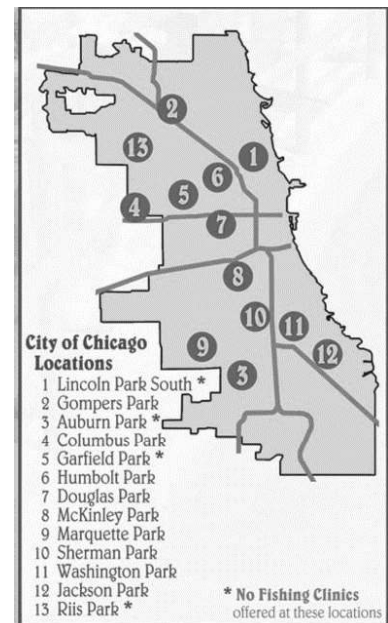 2
1
13
6
5
4
7
8
10
11
9
12
3
City of Chicago
Locations
1 Lincoln Park South *
2 Gompers Park
3 Auburn Park *
4 Columbus Park
5 Garfield Park *
6 Humbolt Park
7 Douglas Park
8 McKinley Park
9 Marquette Park
10 Sherman Park
11 Washington Park
12 Jackson Park
13 Riis Park *
* No Fishing Clinics
offered at these locations